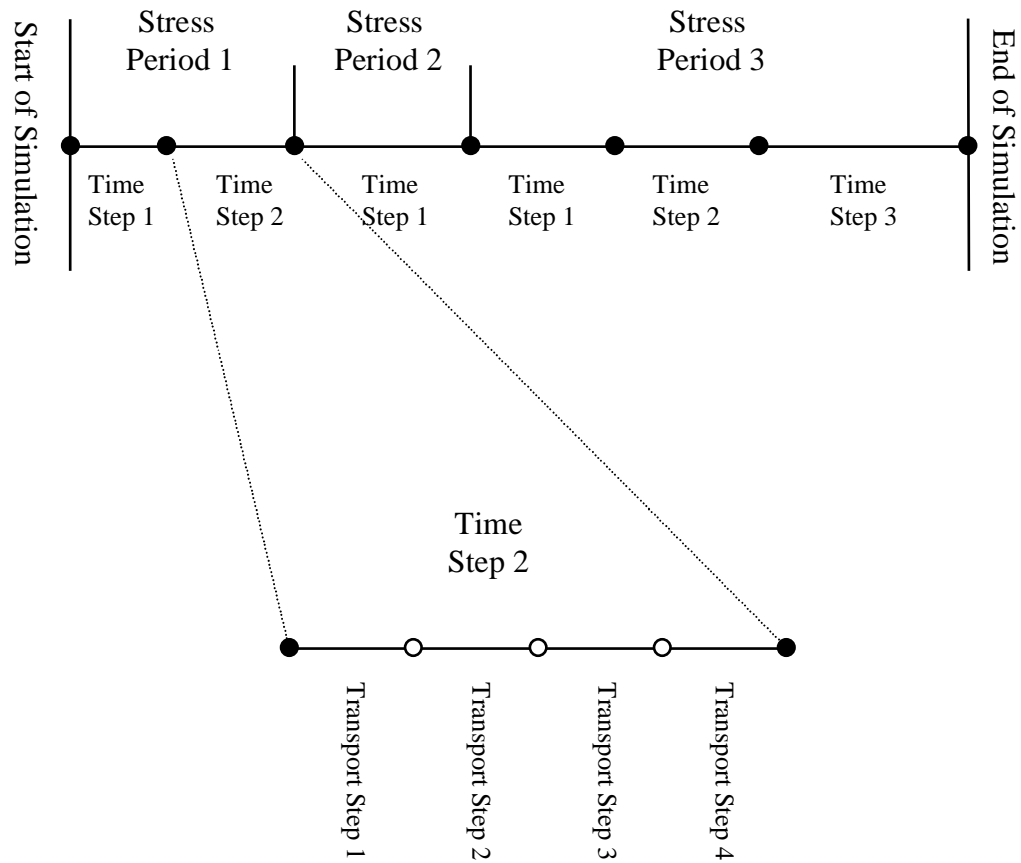 Start of Simulation
Stress
Period 1
Stress
Period 2
Stress
Period 3
End of Simulation
Time
Step 1
Time
Step 2
Time
Step 1
Time
Step 1
Time
Step 2
Time
Step 3
Time
Step 2
Transport Step 1
Transport Step 2
Transport Step 3
Transport Step 4